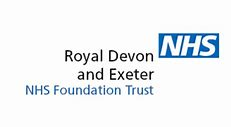 NHS
Royal Devon
and Exeter
NHS Foundation Trust